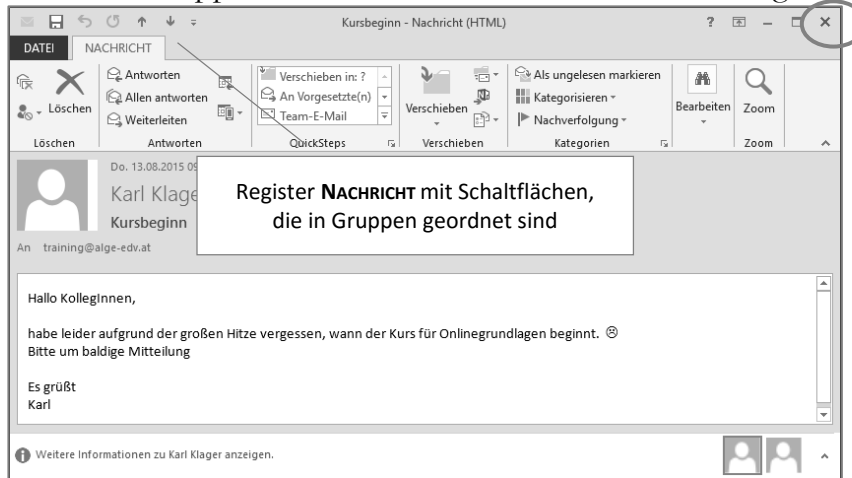 Kursbeginn - Nachricht (HTML)
?
DATEI NACHRICHT
Löschen
Löschen
Antworten
Allen antworten
Weiterleiten
Antworten
Verschieben in: ?
An Vorgesetzte(n)
Team-E-Mail
QuickSteps
Verschieben
Verschieben
Als ungelesen markieren
Kategorisieren
Nachverfolgung
Kategorien
Bearbeiten
Zoom
Zoom
Do. 13.08.2015
Karl
Kursbeginn
An training@alge-edv.at
Register NACHRICHT mit Schaltflächen,
die in Gruppen geordnet sind
Hallo KollegInnen,
habe leider aufgrund der großen Hitze vergessen, wann der Kurs für Onlinegrundlagen beginnt. ☹
Bitte um baldige Mitteilung
Es grüßt
Karl
Weitere Informationen zu Karl Klager anzeigen.